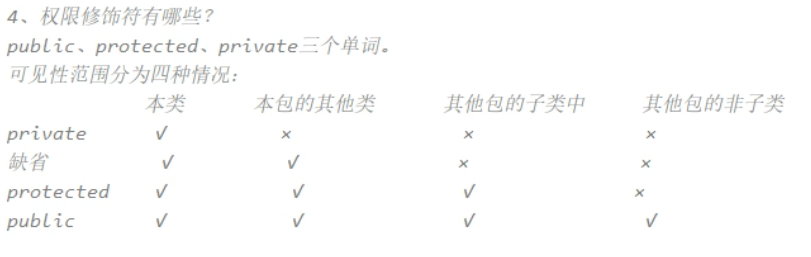 4、权限修饰符有哪些?
public、protected、private三个单词。
可见性范围分为四种情况:
本类 本包的其他类 其他包的子类中 其他包的非子类
private √ × × ×
缺省 √ √ × ×
protected √ √ √ ×
public √ √ √ √